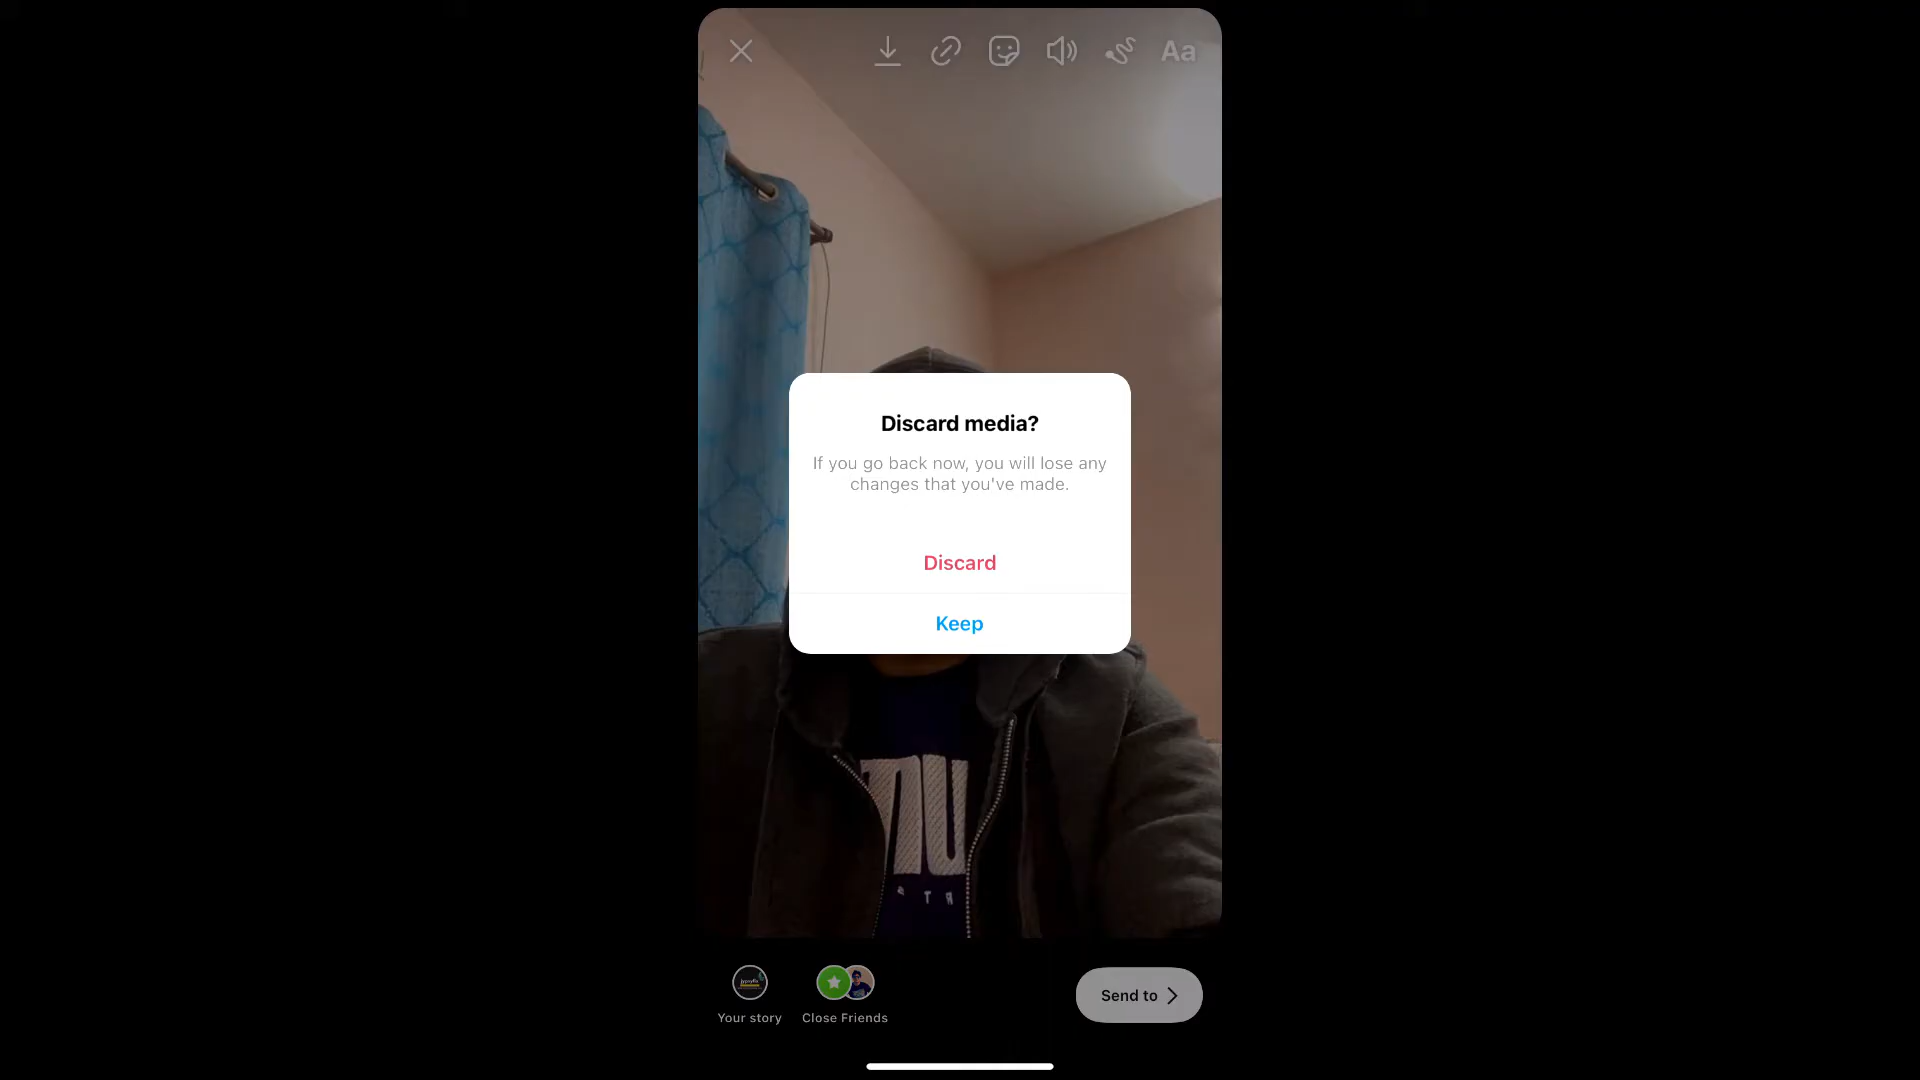 Aa
Discard media?
If you go back now, you will lose any
changes that you've made.
Discard
Keep
Your story
Close Friends
Send to